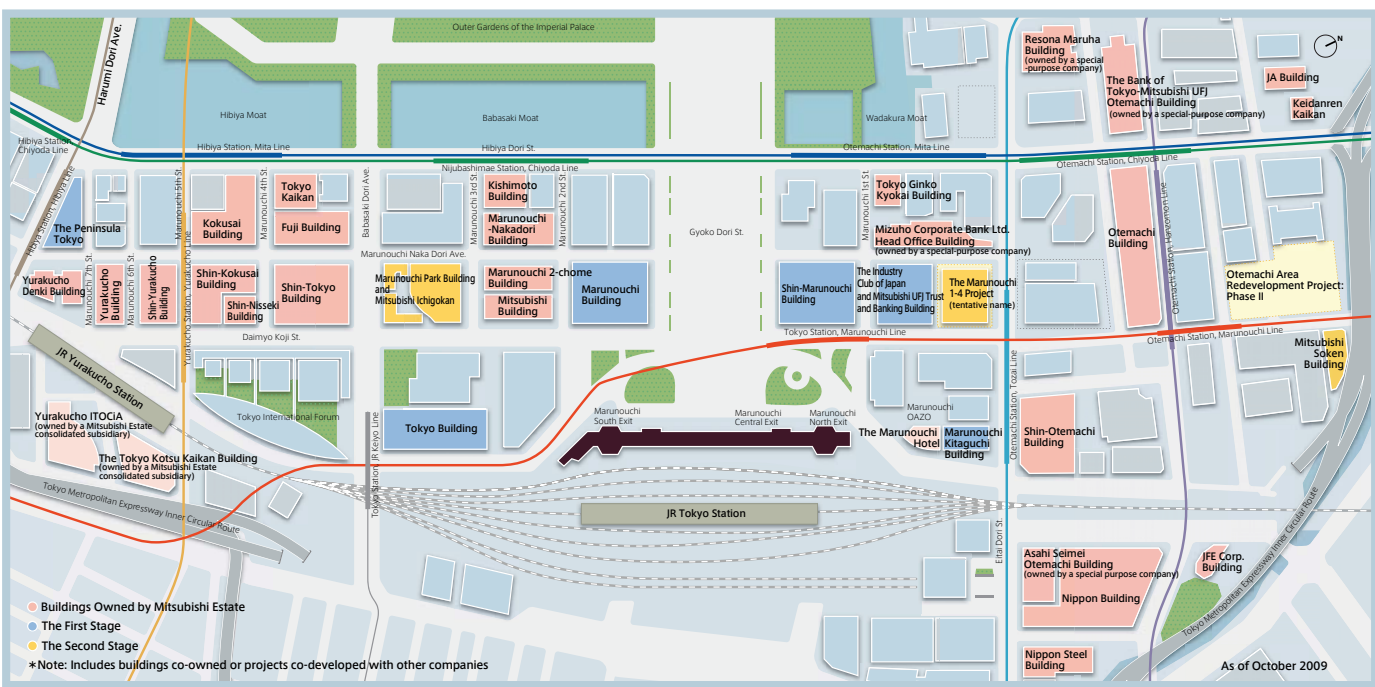 Outer Gardens of the Imperial Palace
Harumi Dori Ave.
N
Resona Maruha
Building
(owned by a special
-purpose company)
The Bank of
Tokyo-Mitsubishi UFJ
Otemachi Building
(owned by a special-purpose company)
JA Building
Keidanren
Kaikan
Hibiya Moat
Babasaki Moat
Wadakura Moat
Hibiya Station,
Chiyoda Line
Hibiya Station, Mita Line
Hibiya Dori St.
Otemachi Station, Mita Line
Nijubashimae Station, Chiyoda Line
Otemachi Station, Chiyoda Line
Hibiya Station, Hibiya Line
The Peninsula
Tokyo
Marunouchi 5th St.
Kokusai
Building
Marunouchi 4th St.
Tokyo
Kaikan
Fuji Building
Babasaki Dori Ave.
Marunouchi 3rd St.
Kishimoto
Building
Marunouchi
-Nakadori
Building
Marunouchi 2nd St.
Gyoko Dori St.
Marunouchi 1st St.
Tokyo Ginko
Kyokai Building
Mizuho Corporate Bank Ltd.
Head Office Building
(owned by a special-purpose company)
Otemachi
Building
Otemachi Station, Hanzomon Line
Marunouchi Naka Dori Ave.
Yurakucho
Denki Building
Marunouchi 7th St.
Yurakucho
Building
Marunouchi 6th St.
Shin-Yurakucho
Building
Yurakucho Station, Yurakucho Line
Shin-Kokusai
Building
Shin-Nisseki
Building
Shin-Tokyo
Building
Marunouchi Park Building
and
Mitsubishi Ichigokan
Marunouchi 2-chome
Building
Mitsubishi
Building
Marunouchi
Building
Shin-Marunouchi
Building
The Industry
Club of Japan
and Mitsubishi UFJ Trust
and Banking Building
The Marunouchi
1-4 Project
(tentative name)
Otemachi Area
Redevelopment Project:
Phase II
Daimyo Koji St.
Tokyo Station, Marunouchi Line
Otemachi Station, Marunouchi Line
Mitsubishi
Soken
Building
JR Yurakucho Station
Yurakucho ITOCiA
(owned by a Mitsubishi Estate
consolidated subsidiary)
The Tokyo Kotsu Kaikan Building
(owned by a Mitsubishi Estate
consolidated subsidiary)
Tokyo International Forum
Tokyo Station, JR Keiyo Line
Tokyo Building
Marunouchi
South Exit
Marunouchi
Central Exit
Marunouchi
North Exit
Marunouchi
OAZO
The Marunouchi
Hotel
Marunouchi
Kitaguchi
Building
Otemachi Station, Tozai Line
Shin-Otemachi
Building
Tokyo Metropolitan Expressway Inner Circular Route
JR Tokyo Station
Eitai Dori St.
Asahi Seimei
Otemachi Building
(owned by a special purpose company)
Nippon Building
JFE Corp.
Building
Tokyo Metropolitan Expressway Inner Circular Route
Nippon Steel
Building
Buildings Owned by Mitsubishi Estate
The First Stage
The Second Stage
*Note: Includes buildings co-owned or projects co-developed with other companies
As of October 2009